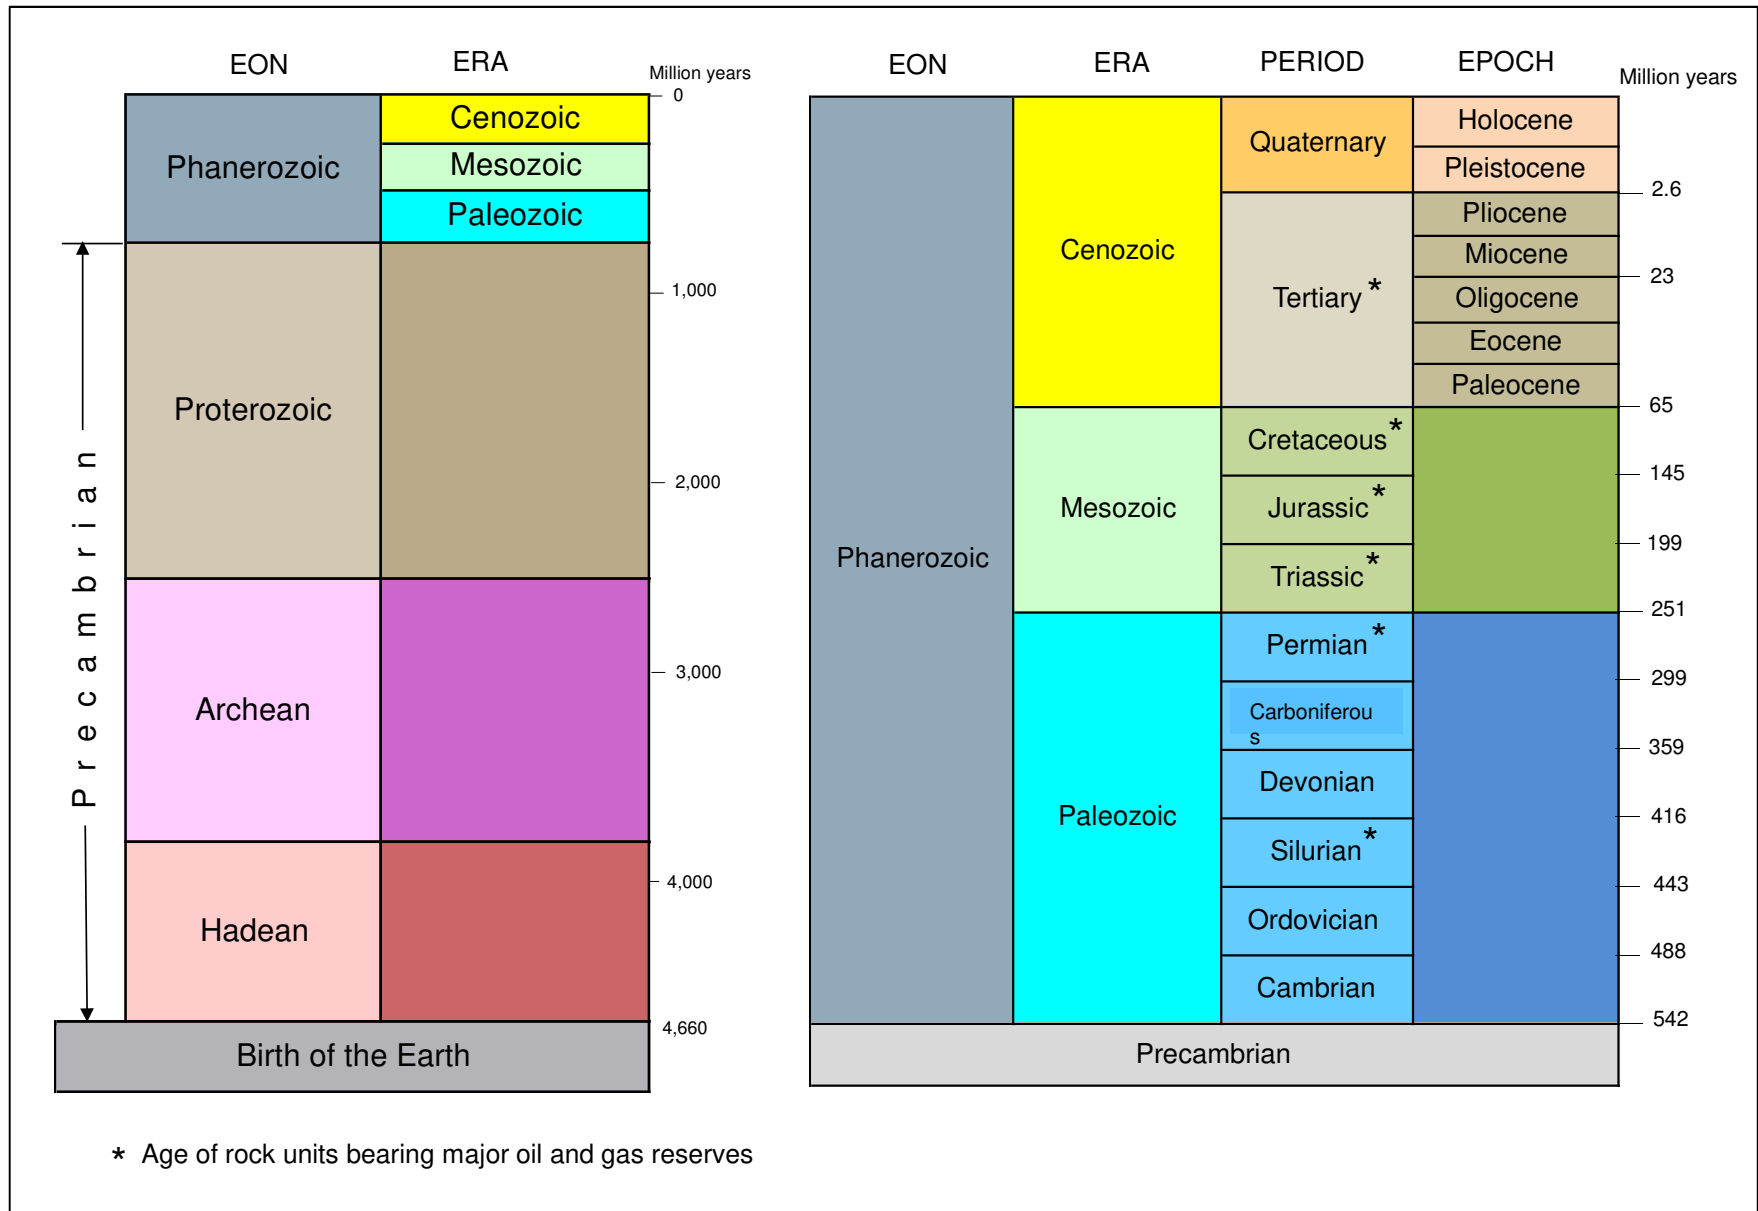 EON ERA Million years
0
Cenozoic
Phanerozoic Mesozoic
Paleozoic
1,000
Proterozoic
2,000
Precambrian
3,000
Archean
4,000
Hadean
4,660
Birth of the Earth
EON ERA PERIOD EPOCH Million years
Holocene
Quaternary
Pleistocene
2.6
Pliocene
Cenozoic Miocene
23
Tertiary * Oligocene
Eocene
Paleocene
65
Cretaceous *
145
Mesozoic Jurassic *
199
Phanerozoic
Triassic *
251
Permian *
299
Carboniferou
s
359
Devonian
Paleozoic 416
Silurian *
443
Ordovician
488
Cambrian
542
Precambrian
* Age of rock units bearing major oil and gas reserves